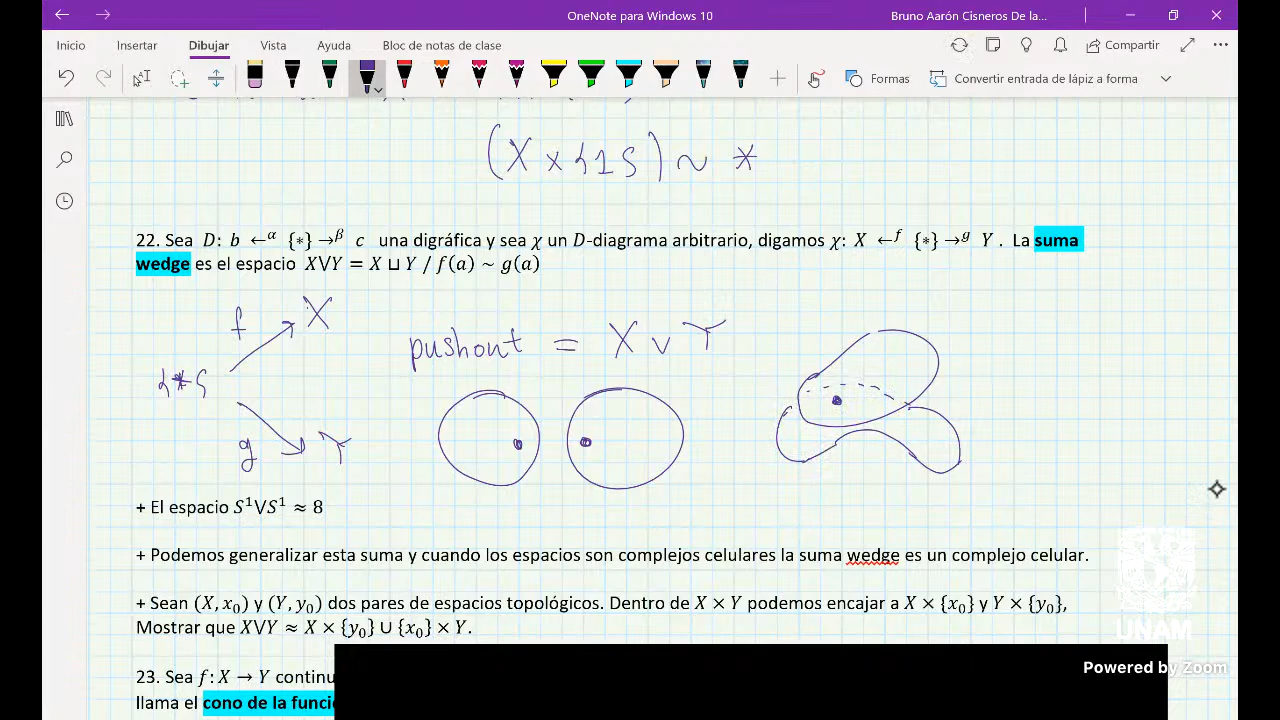 OneNote para Windows 10
Bruno Aarón Cisneros De la...
Inicio Insertar Dibujar Vista Ayuda Bloc de notas de clase
Compartir
Formas
Convertir entrada de lápiz a forma
(X x {1}) ~ *
22. Sea D: b ←ᵅ {*} →ᵝ c una digráfica y sea χ un D-diagrama arbitrario, digamos χ: X ←ᶠ {*} →ᵍ Y . La suma
wedge es el espacio X∨Y = X ⊔ Y / f(a) ~ g(a)
f X
{*}
g Y
pushout = X v Y
+ El espacio S¹∨S¹ ≈ 8
+ Podemos generalizar esta suma y cuando los espacios son complejos celulares la suma wedge es un complejo celular.
+ Sean (X, x₀) y (Y, y₀) dos pares de espacios topológicos. Dentro de X × Y podemos encajar a X × {x₀} y Y × {y₀},
Mostrar que X∨Y ≈ X × {y₀} ∪ {x₀} × Y.
UNAM
Powered by Zoom
23. Sea f: X → Y continu
llama el cono de la funci